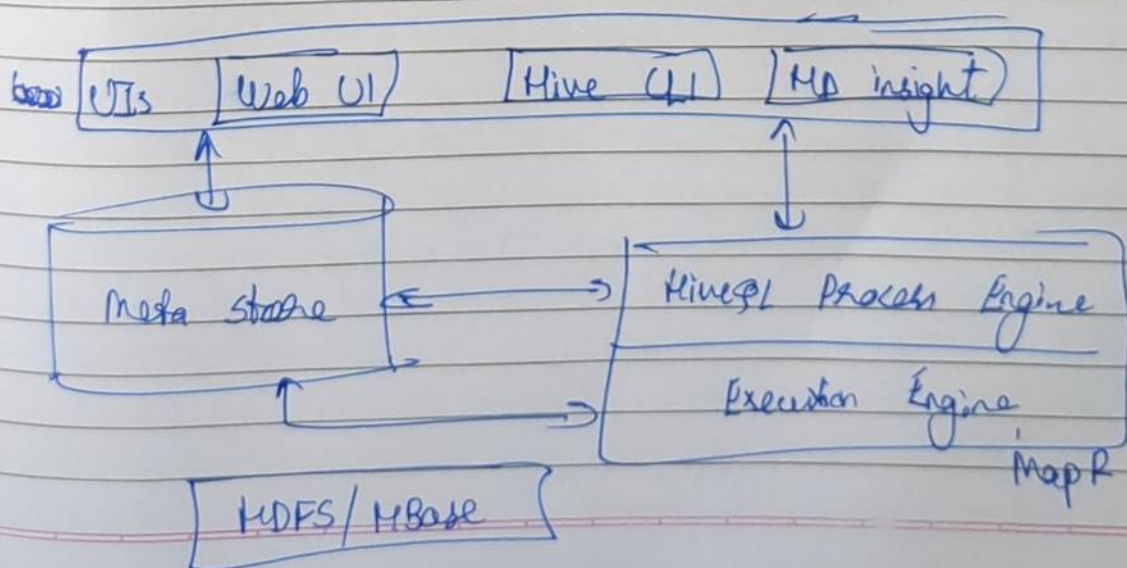 UIs Web UI Hive CLI HD insight
Meta store
HiveQL Process Engine
Execution Engine
MapR
HDFS/HBase